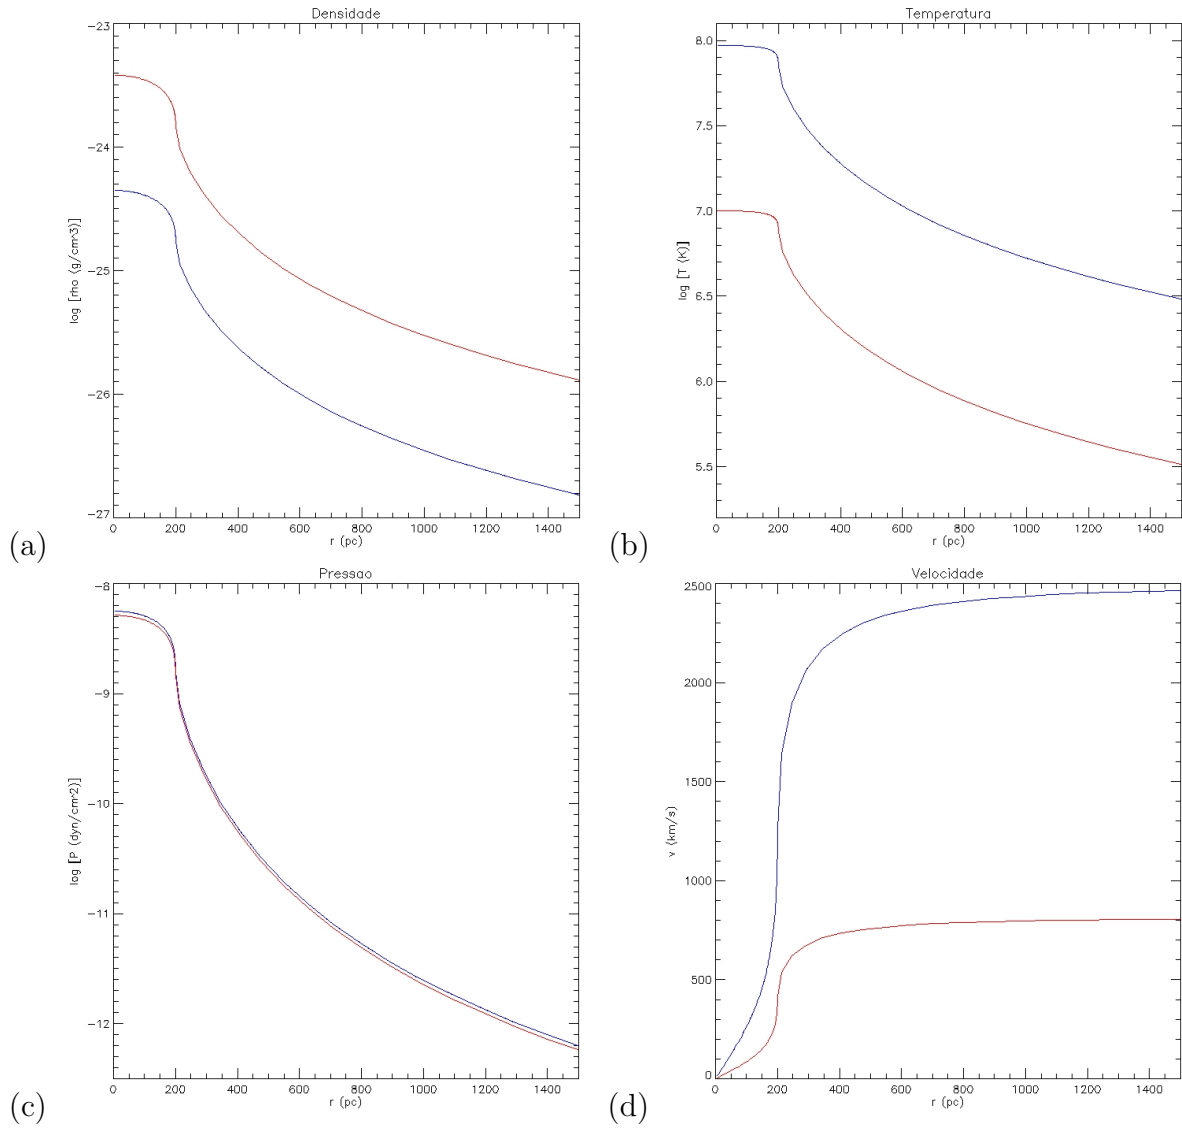 Densidade
log [rho (g/cm^3)]
-23
-24
-25
-26
-27
0 200 400 600 800 1000 1200 1400
r (pc)
(a)
Temperatura
log [T (K)]
8.0
7.5
7.0
6.5
6.0
5.5
0 200 400 600 800 1000 1200 1400
r (pc)
(b)
Pressao
log [P (dyn/cm^2)]
-8
-9
-10
-11
-12
0 200 400 600 800 1000 1200 1400
r (pc)
(c)
Velocidade
v (km/s)
2500
2000
1500
1000
500
0
0 200 400 600 800 1000 1200 1400
r (pc)
(d)